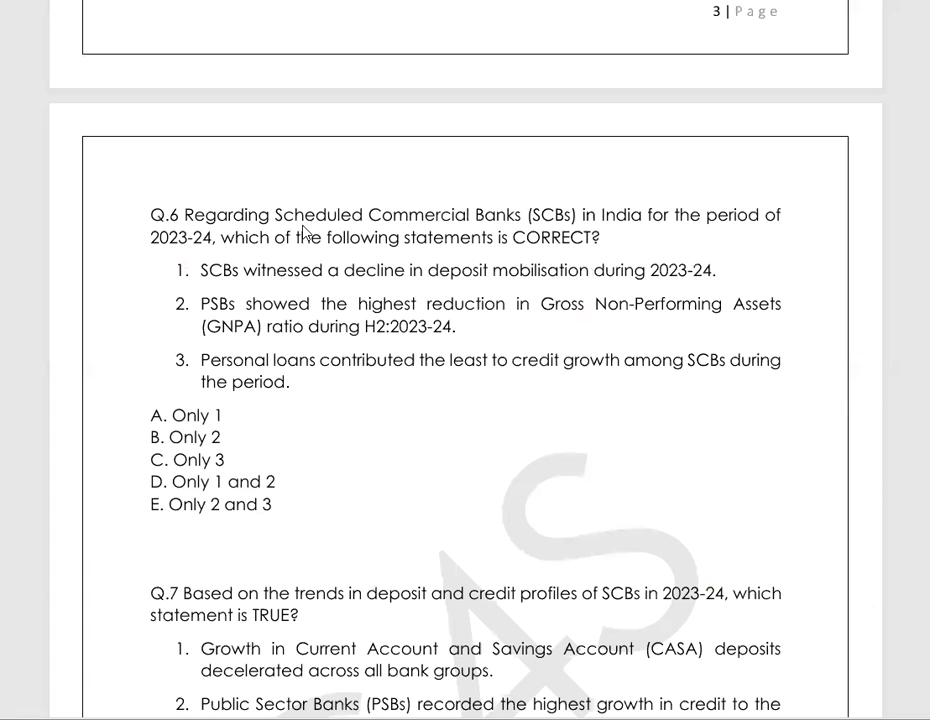 3 | Page
Q.6 Regarding Scheduled Commercial Banks (SCBs) in India for the period of
2023-24, which of the following statements is CORRECT?
1. SCBs witnessed a decline in deposit mobilisation during 2023-24.
2. PSBs showed the highest reduction in Gross Non-Performing Assets
(GNPA) ratio during H2:2023-24.
3. Personal loans contributed the least to credit growth among SCBs during
the period.
A. Only 1
B. Only 2
C. Only 3
D. Only 1 and 2
E. Only 2 and 3
Q.7 Based on the trends in deposit and credit profiles of SCBs in 2023-24, which
statement is TRUE?
1. Growth in Current Account and Savings Account (CASA) deposits
decelerated across all bank groups.
2. Public Sector Banks (PSBs) recorded the highest growth in credit to the